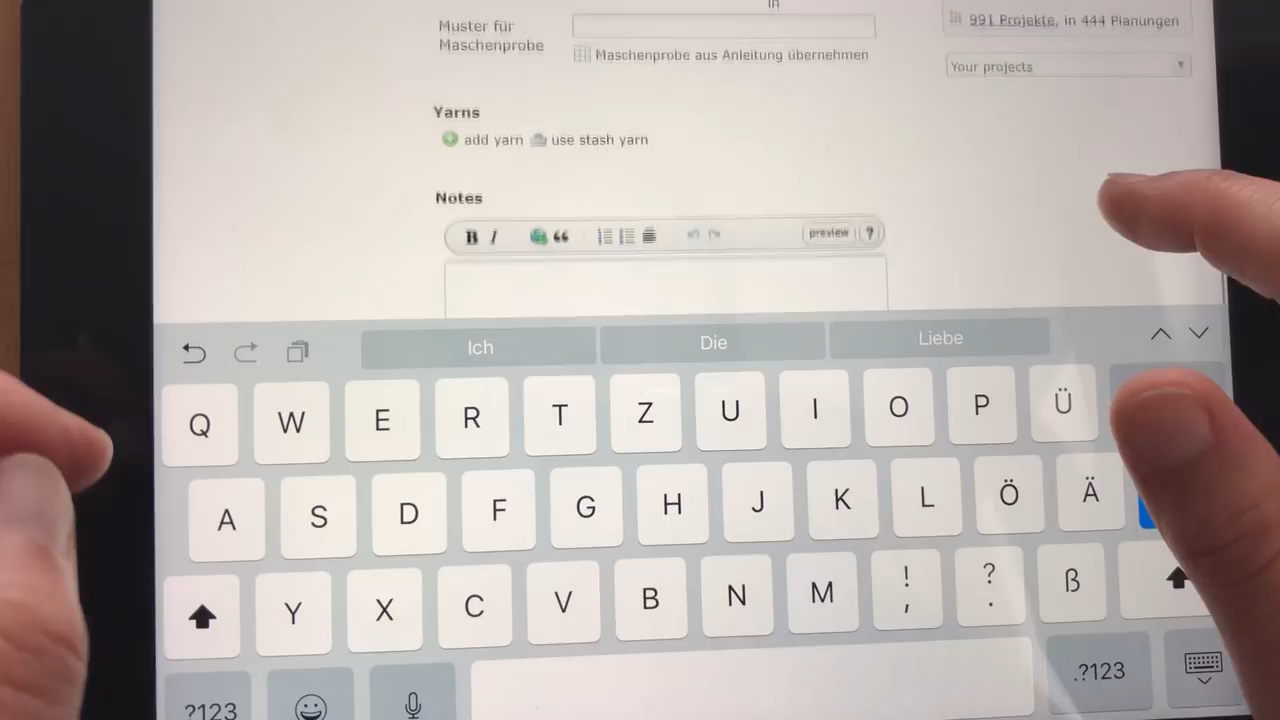 in
991 Projekte, in 444 Planungen
Muster für
Maschenprobe
Maschenprobe aus Anleitung übernehmen
Your projects
Yarns
add yarn use stash yarn
Notes
B I “ preview ?
Ich Die Liebe
Q W E R T Z U I O P Ü
A S D F G H J K L Ö Ä
Y X C V B N M ! , ? . ß
?123 .?123